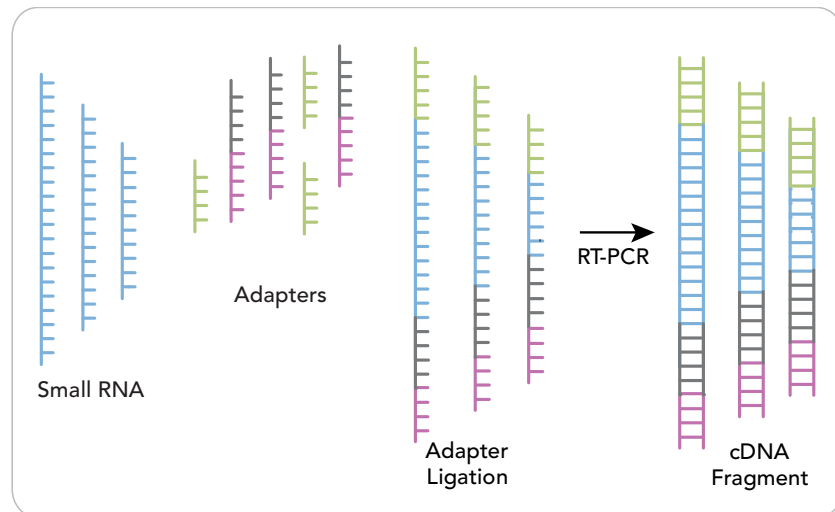 Small RNA
Adapters
Adapter
Ligation
RT-PCR
cDNA
Fragment